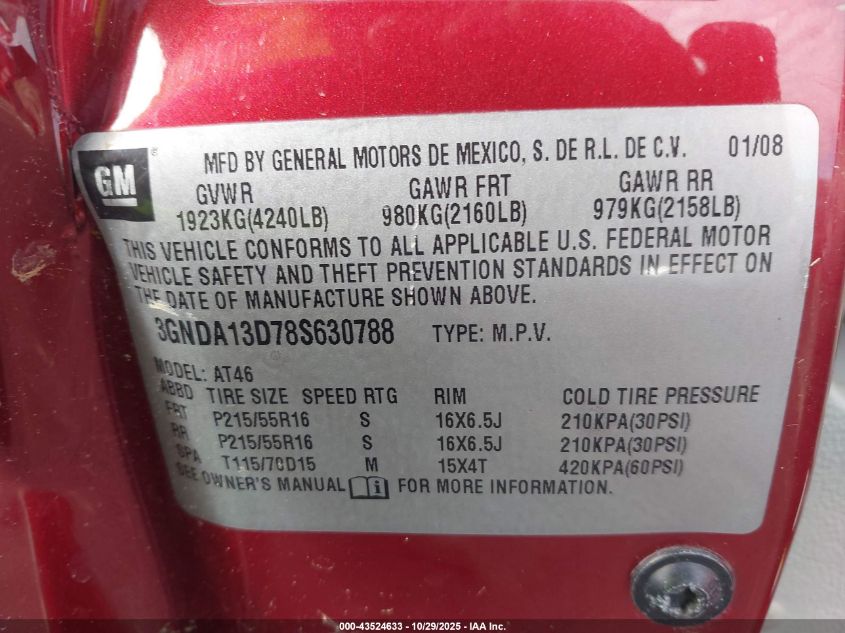 GM® MFD BY GENERAL MOTORS DE MEXICO, S. DE R.L. DE C.V. 01/08
GVWR GAWR FRT GAWR RR
1923KG(4240LB) 980KG(2160LB) 979KG(2158LB)
THIS VEHICLE CONFORMS TO ALL APPLICABLE U.S. FEDERAL MOTOR
VEHICLE SAFETY AND THEFT PREVENTION STANDARDS IN EFFECT ON
THE DATE OF MANUFACTURE SHOWN ABOVE.
3GNDA13D78S630788 TYPE: M.P.V.
MODEL: AT46
ABBD TIRE SIZE SPEED RTG RIM COLD TIRE PRESSURE
FRT P215/55R16 S 16X6.5J 210KPA(30PSI)
RR P215/55R16 S 16X6.5J 210KPA(30PSI)
SPA T115/70D15 M 15X4T 420KPA(60PSI)
SEE OWNER'S MANUAL i FOR MORE INFORMATION.
000-43524633 - 10/29/2025 - IAA Inc.